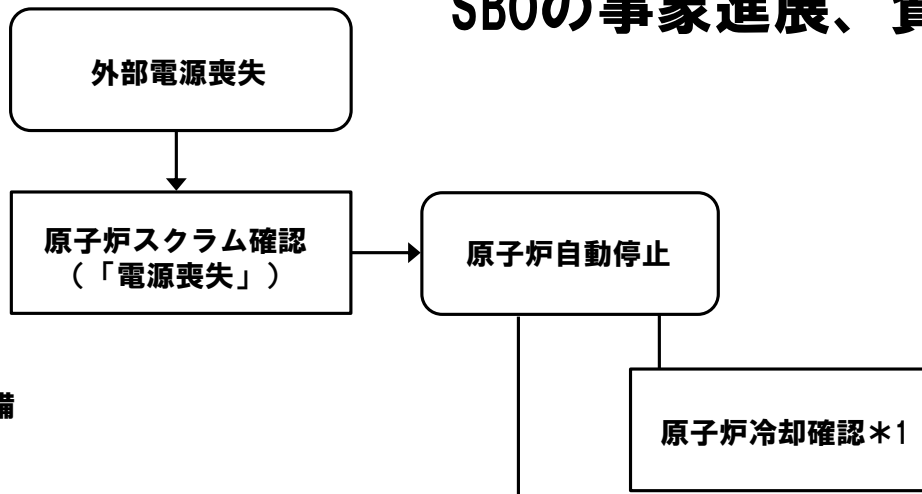 SBOの事象進展、
外部電源喪失
原子炉スクラム確認
(「電源喪失」)
原子炉自動停止
備
原子炉冷却確認＊1